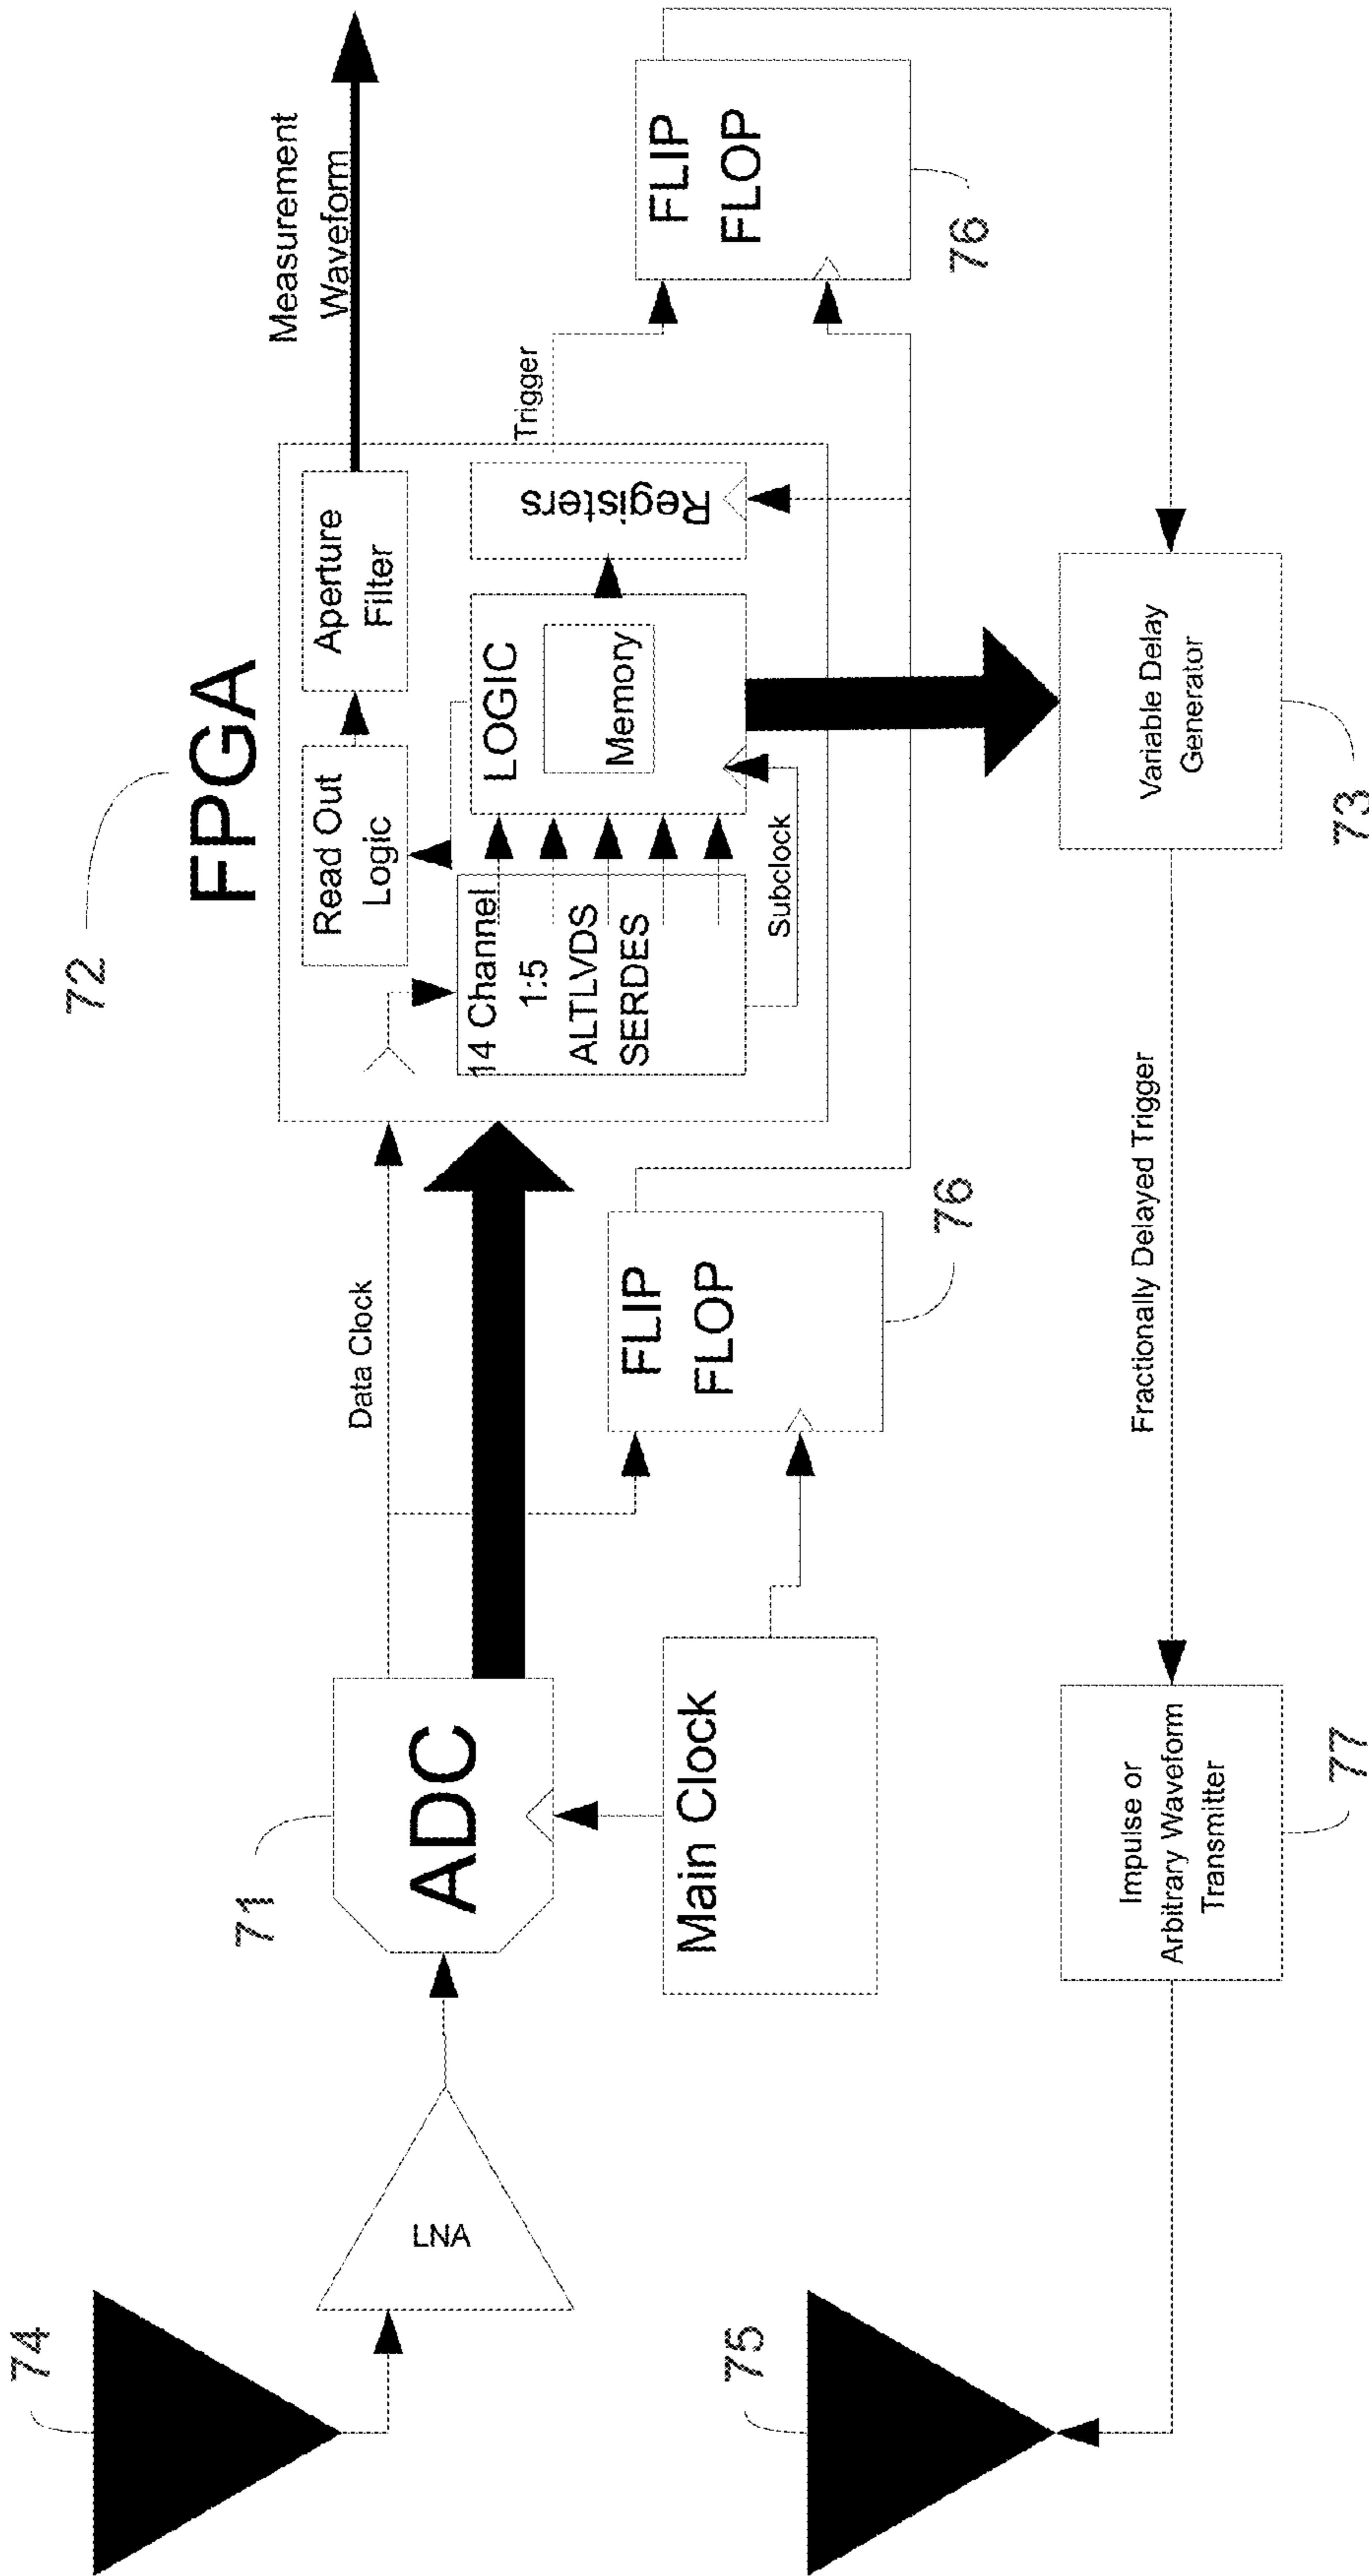 74
LNA
71
ADC
Main Clock
Data Clock
FLIP
FLOP
76
72
FPGA
14 Channel
1:5
ALTLVDS
SERDES
Subclock
Read Out
Logic
Aperture
Filter
LOGIC
Memory
Registers
Trigger
Measurement
Waveform
FLIP
FLOP
76
75
Impulse or
Arbitrary Waveform
Transmitter
77
Fractionally Delayed Trigger
Variable Delay
Generator
73